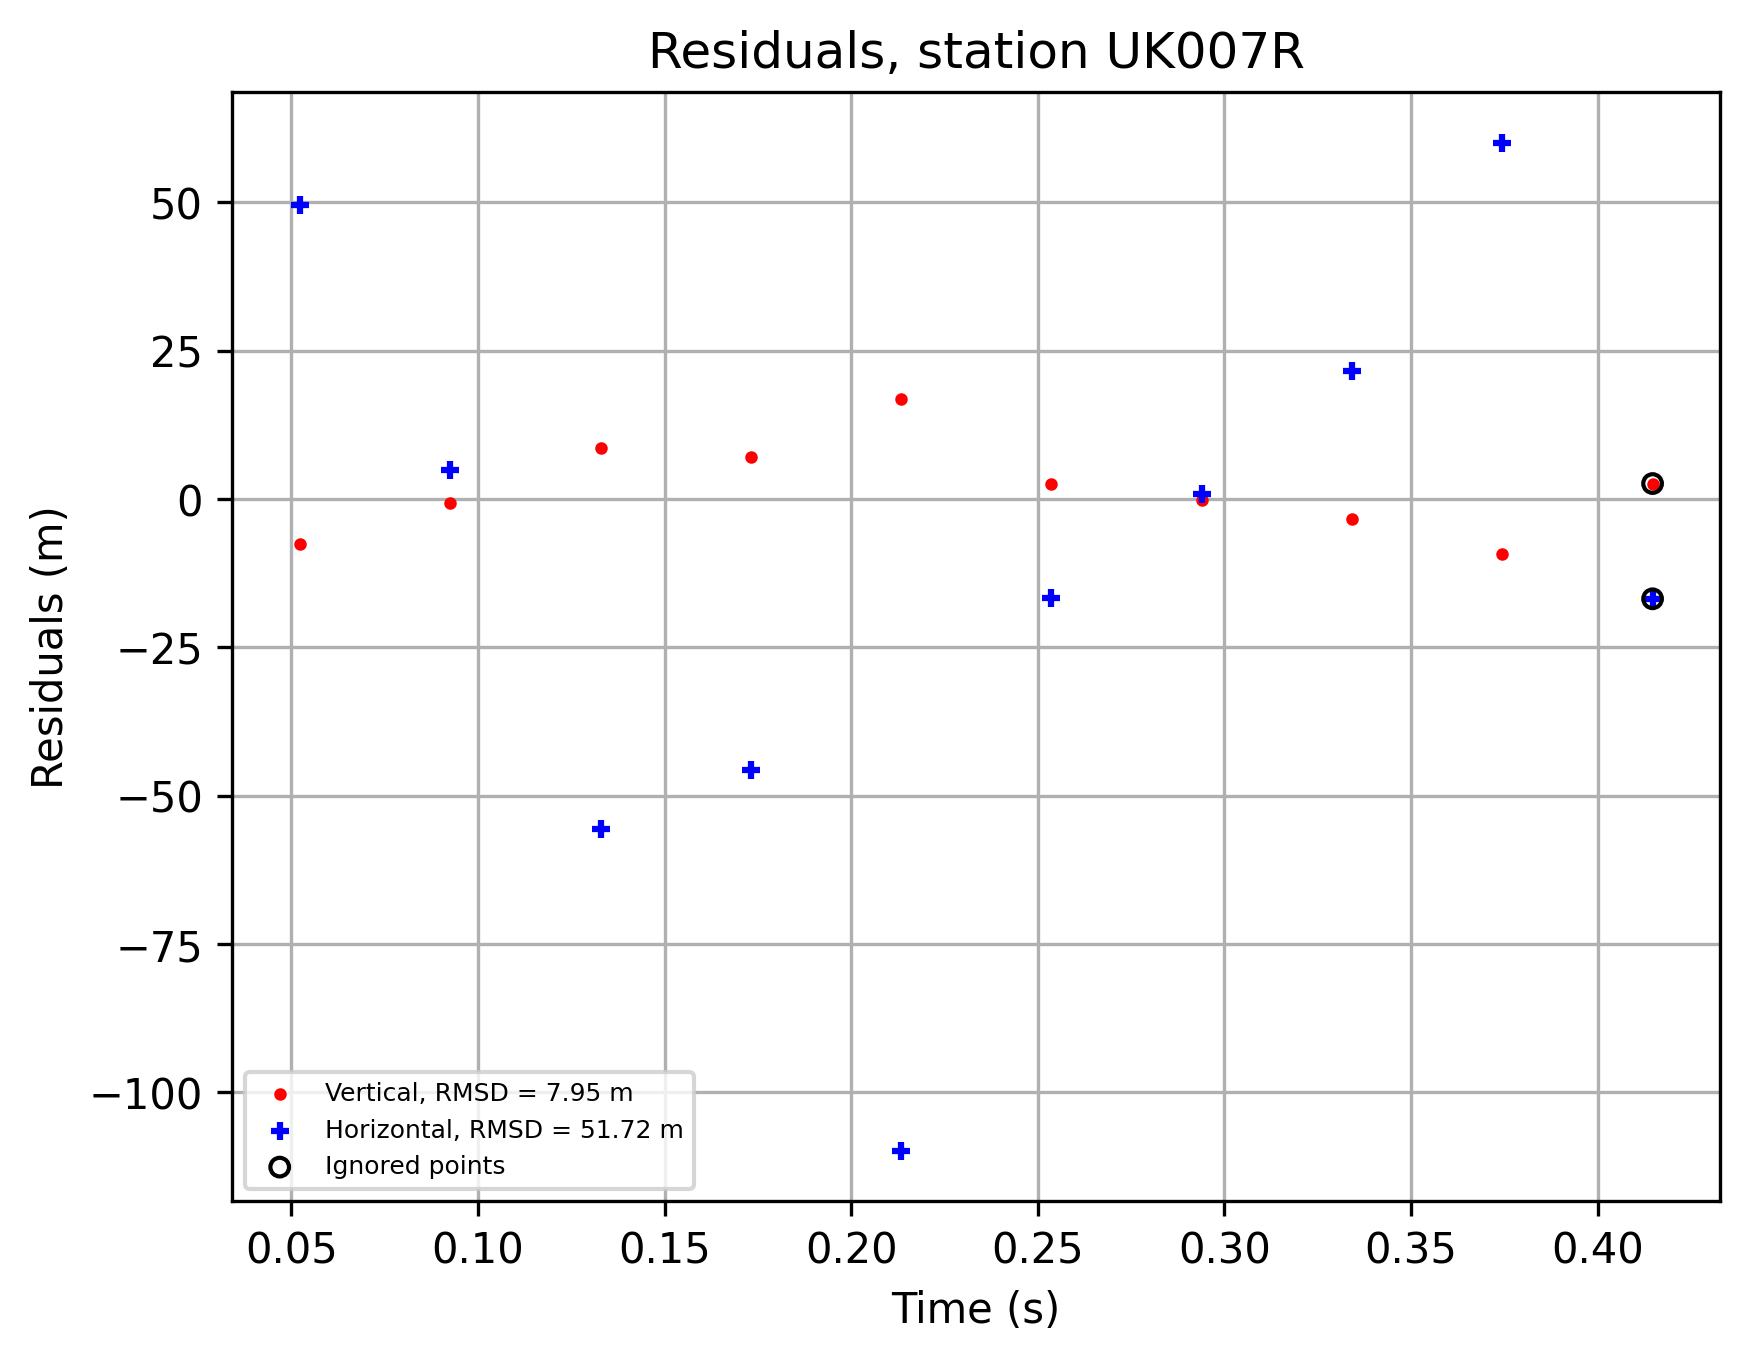 Residuals, station UK007R
50
25
0
−25
−50
−75
−100
Residuals (m)
Vertical, RMSD = 7.95 m
Horizontal, RMSD = 51.72 m
Ignored points
0.05 0.10 0.15 0.20 0.25 0.30 0.35 0.40
Time (s)